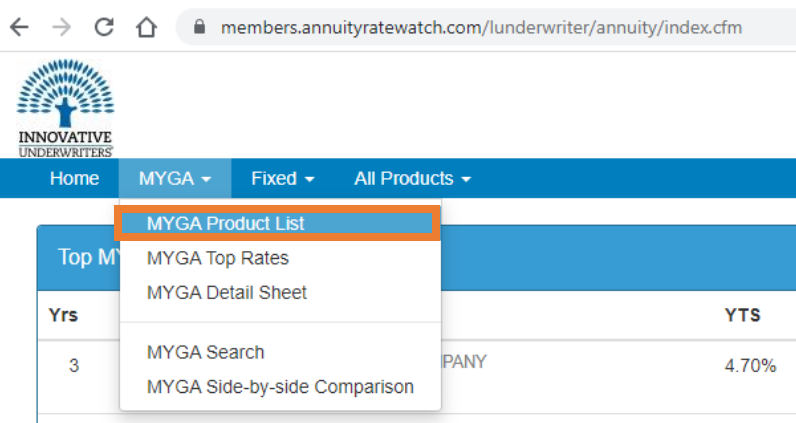 members.annuityratewatch.com/lunderwriter/annuity/index.cfm
INNOVATIVE
UNDERWRITERS
Home MYGA Fixed All Products
MYGA Product List
Top MY
MYGA Top Rates
MYGA Detail Sheet
Yrs YTS
MYGA Search
3 PANY 4.70%
MYGA Side-by-side Comparison